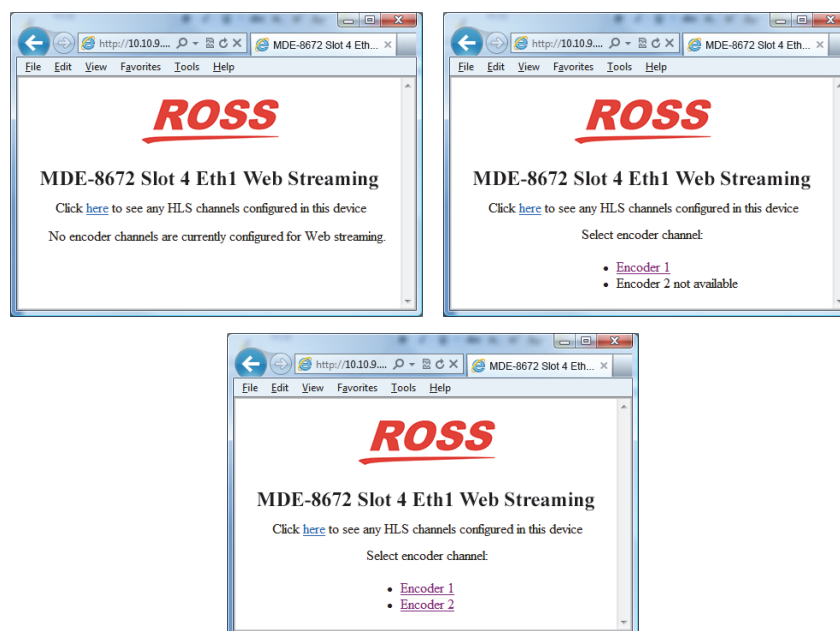 http://10.10.9.... MDE-8672 Slot 4 Eth...
File Edit View Favorites Tools Help
ROSS
MDE-8672 Slot 4 Eth1 Web Streaming
Click here to see any HLS channels configured in this device
No encoder channels are currently configured for Web streaming.
http://10.10.9.... MDE-8672 Slot 4 Eth...
File Edit View Favorites Tools Help
ROSS
MDE-8672 Slot 4 Eth1 Web Streaming
Click here to see any HLS channels configured in this device
Select encoder channel:
• Encoder 1
• Encoder 2 not available
http://10.10.9.... MDE-8672 Slot 4 Eth...
File Edit View Favorites Tools Help
ROSS
MDE-8672 Slot 4 Eth1 Web Streaming
Click here to see any HLS channels configured in this device
Select encoder channel:
• Encoder 1
• Encoder 2